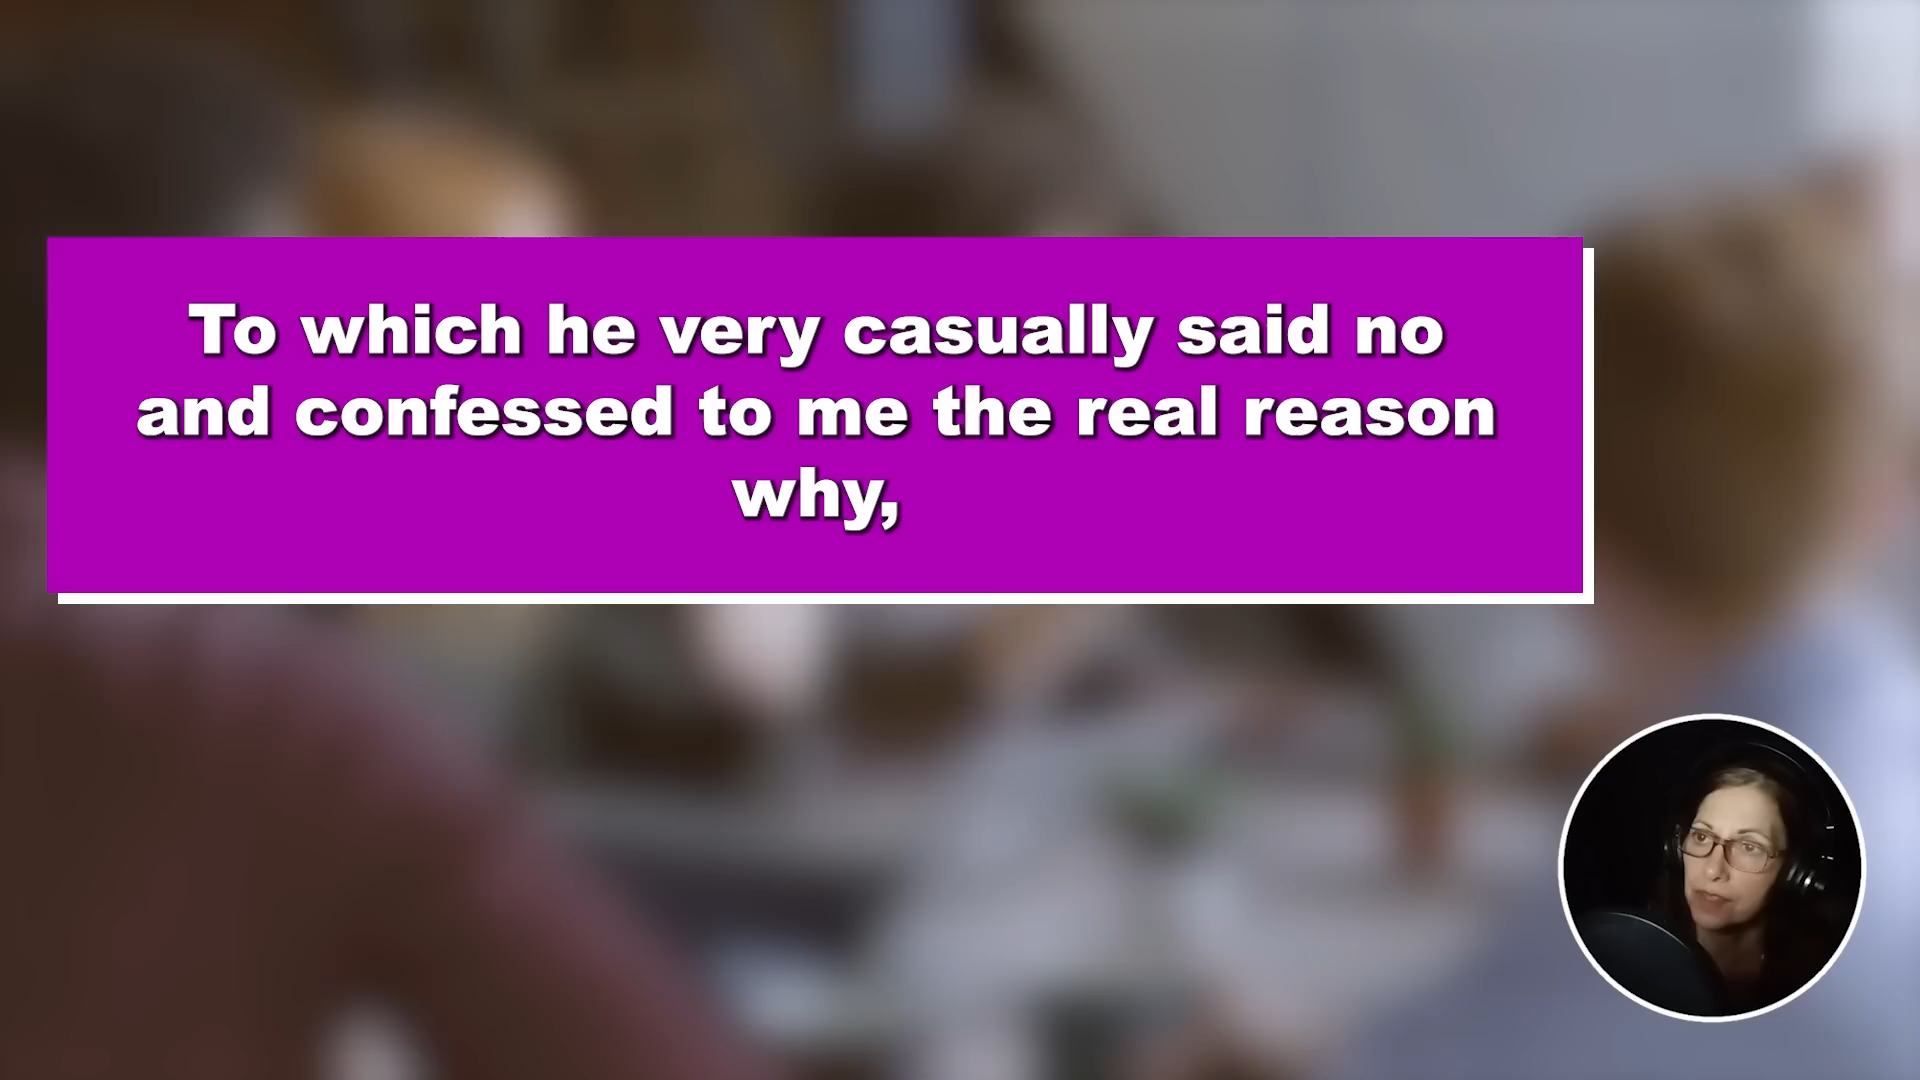 To which he very casually said no
and confessed to me the real reason
why,